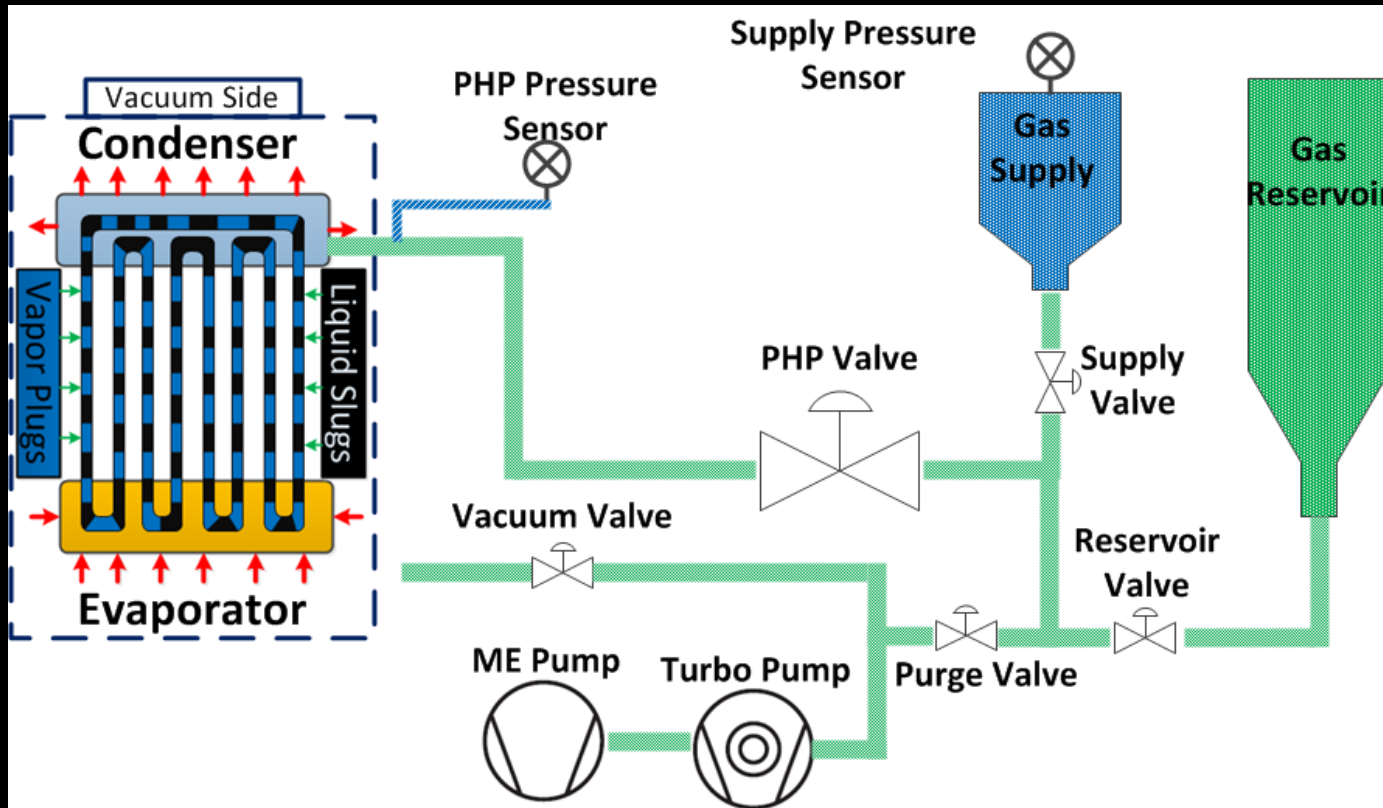 Vacuum Side
Condenser
Vapor Plugs
Liquid Slugs
Evaporator
PHP Pressure
Sensor
Supply Pressure
Sensor
Gas
Supply
Gas
Reservoir
PHP Valve
Supply
Valve
Vacuum Valve
Reservoir
Valve
Purge Valve
ME Pump
Turbo Pump